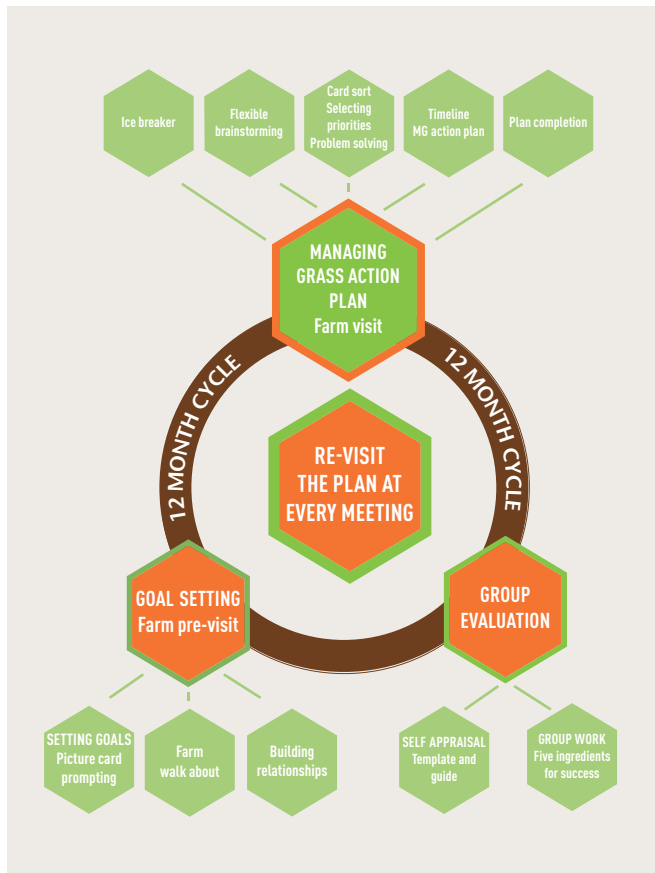 Ice breaker
Flexible
brainstorming
Card sort
Selecting
priorities
Problem solving
Timeline
MG action plan
Plan completion
MANAGING
GRASS ACTION
PLAN
Farm visit
12 MONTH CYCLE
12 MONTH CYCLE
RE-VISIT
THE PLAN AT
EVERY MEETING
GOAL SETTING
Farm pre-visit
GROUP
EVALUATION
SETTING GOALS
Picture card
prompting
Farm
walk about
Building
relationships
SELF APPRAISAL
Template and
guide
GROUP WORK
Five ingredients
for success